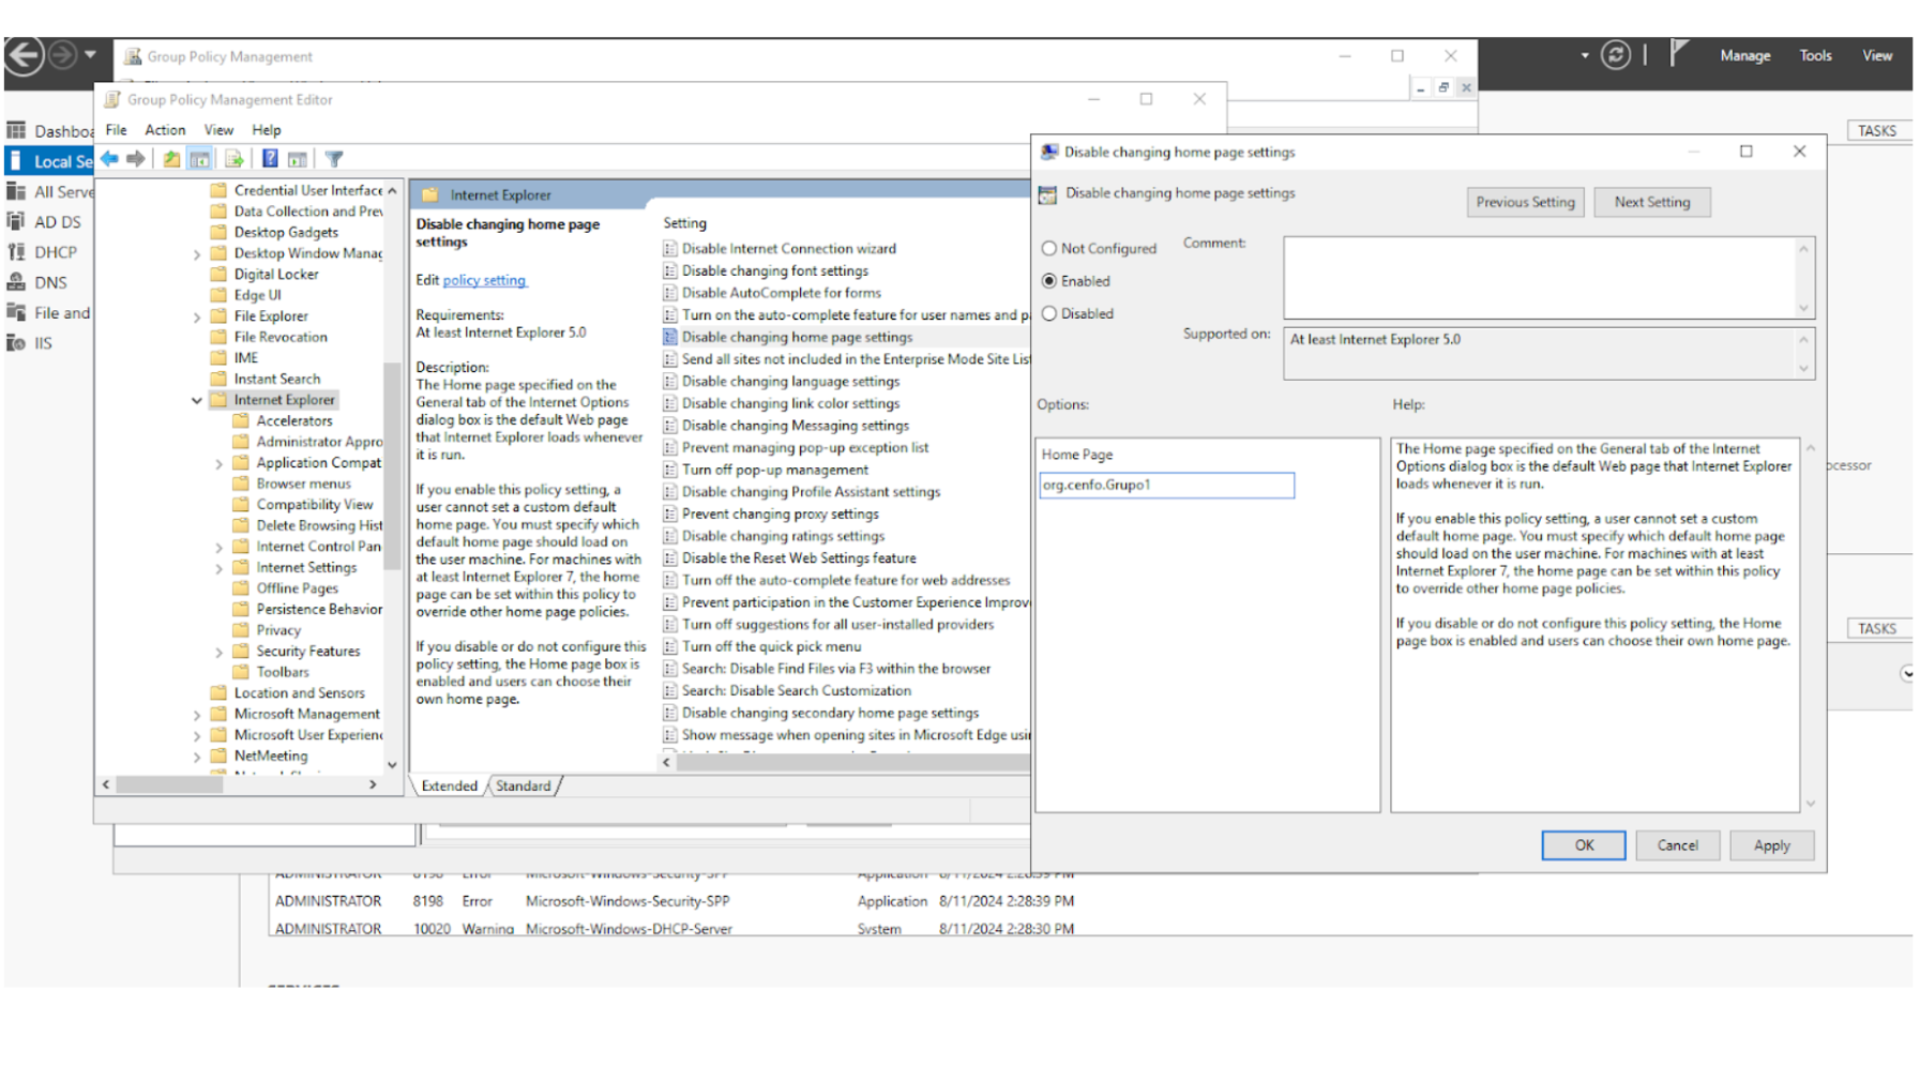 Group Policy Management
Manage
Tools
View
Group Policy Management Editor
File
Action
View
Help
TASKS
Dashboa
Local Se
All Serve
AD DS
DHCP
DNS
File and
IIS
Credential User Interface
Data Collection and Prev
Desktop Gadgets
Desktop Window Manag
Digital Locker
Edge UI
File Explorer
File Revocation
IME
Instant Search
Internet Explorer
Accelerators
Administrator Appro
Application Compat
Browser menus
Compatibility View
Delete Browsing Hist
Internet Control Pan
Internet Settings
Offline Pages
Persistence Behavior
Privacy
Security Features
Toolbars
Location and Sensors
Microsoft Management
Microsoft User Experienc
NetMeeting
Internet Explorer
Disable changing home page
settings
Edit policy setting
Requirements:
At least Internet Explorer 5.0
Description:
The Home page specified on the
General tab of the Internet Options
dialog box is the default Web page
that Internet Explorer loads whenever
it is run.
If you enable this policy setting, a
user cannot set a custom default
home page. You must specify which
default home page should load on
the user machine. For machines with
at least Internet Explorer 7, the home
page can be set within this policy to
override other home page policies.
If you disable or do not configure this
policy setting, the Home page box is
enabled and users can choose their
own home page.
Setting
Disable Internet Connection wizard
Disable changing font settings
Disable AutoComplete for forms
Turn on the auto-complete feature for user names and p
Disable changing home page settings
Send all sites not included in the Enterprise Mode Site List
Disable changing language settings
Disable changing link color settings
Disable changing Messaging settings
Prevent managing pop-up exception list
Turn off pop-up management
Disable changing Profile Assistant settings
Prevent changing proxy settings
Disable changing ratings settings
Disable the Reset Web Settings feature
Turn off the auto-complete feature for web addresses
Prevent participation in the Customer Experience Improv
Turn off suggestions for all user-installed providers
Turn off the quick pick menu
Search: Disable Find Files via F3 within the browser
Search: Disable Search Customization
Disable changing secondary home page settings
Show message when opening sites in Microsoft Edge usi
Extended
Standard
Disable changing home page settings
Disable changing home page settings
Previous Setting
Next Setting
Not Configured
Enabled
Disabled
Comment:
Supported on:
At least Internet Explorer 5.0
Options:
Help:
Home Page
org.cenfo.Grupo1
The Home page specified on the General tab of the Internet
Options dialog box is the default Web page that Internet Explorer
loads whenever it is run.
If you enable this policy setting, a user cannot set a custom
default home page. You must specify which default home page
should load on the user machine. For machines with at least
Internet Explorer 7, the home page can be set within this policy
to override other home page policies.
If you disable or do not configure this policy setting, the Home
page box is enabled and users can choose their own home page.
OK
Cancel
Apply
ocessor
TASKS
ADMINISTRATOR 8198 Error Microsoft-Windows-Security-SPP Application 8/11/2024 2:28:39 PM
ADMINISTRATOR 8198 Error Microsoft-Windows-Security-SPP Application 8/11/2024 2:28:39 PM
ADMINISTRATOR 10020 Warning Microsoft-Windows-DHCP-Server System 8/11/2024 2:28:30 PM
SERVICES